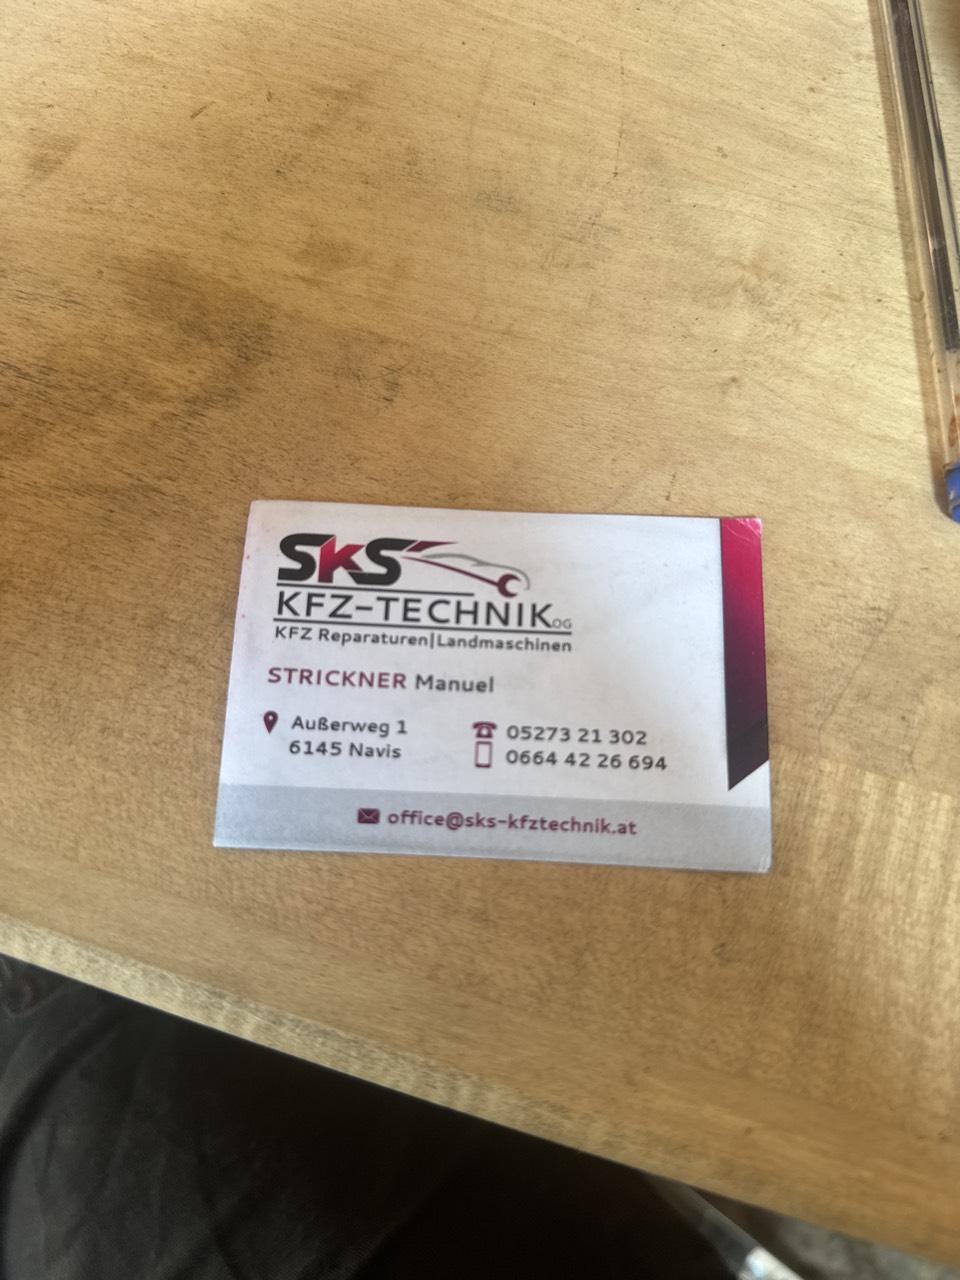 SKS
KFZ-TECHNIK OG
KFZ Reparaturen|Landmaschinen
STRICKNER Manuel
Außerweg 1
6145 Navis
05273 21 302
0664 42 26 694
office@sks-kfztechnik.at